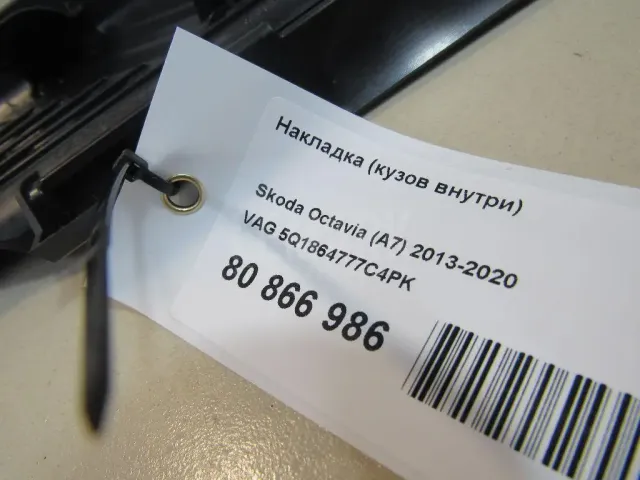 Накладка (кузов внутри)
Skoda Octavia (A7) 2013-2020
VAG 5Q1864777C4PK
80 866 986